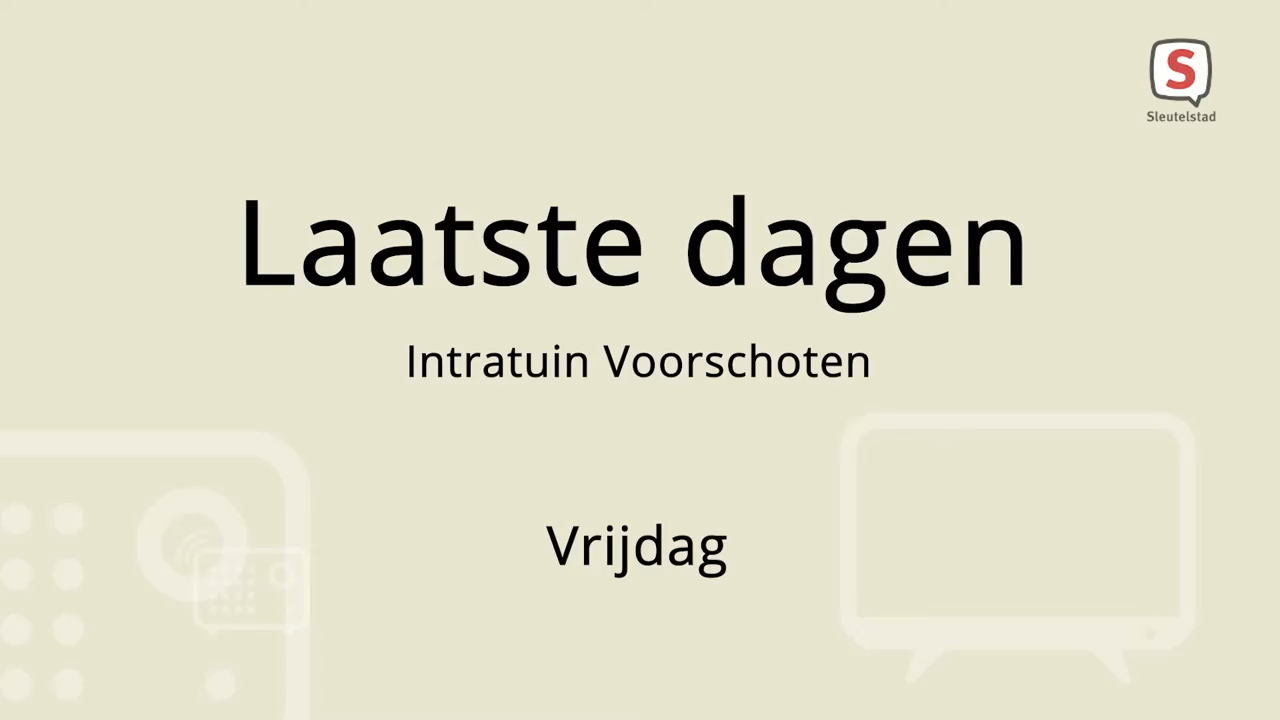 S
Sleutelstad
Laatste dagen
Intratuin Voorschoten
Vrijdag